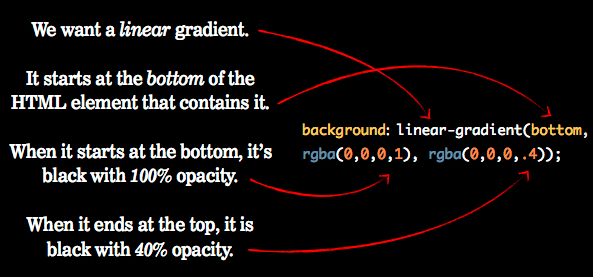 We want a linear gradient.
It starts at the bottom of the
HTML element that contains it.
background: linear-gradient(bottom,
rgba(0,0,0,1), rgba(0,0,0,.4));
When it starts at the bottom, it's
black with 100% opacity.
When it ends at the top, it is
black with 40% opacity.